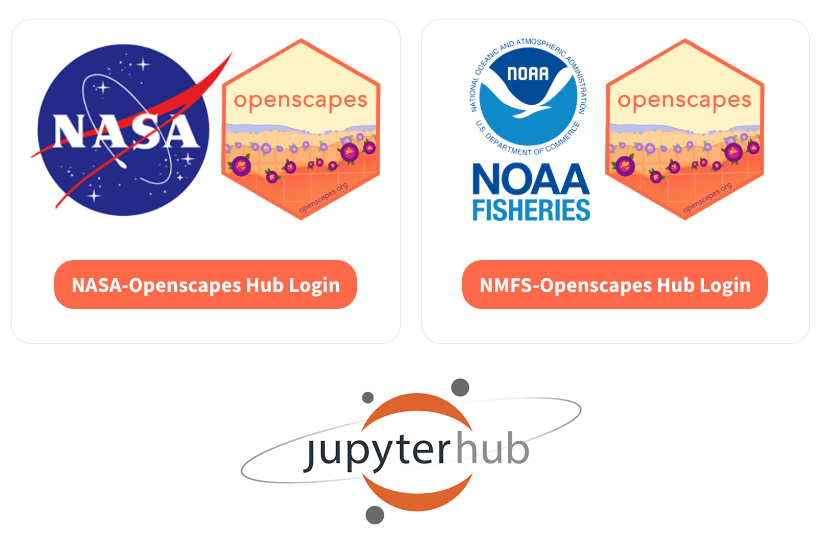 NASA
openscapes
openscapes.org
NASA-Openscapes Hub Login
NATIONAL OCEANIC AND ATMOSPHERIC ADMINISTRATION
NOAA
U.S. DEPARTMENT OF COMMERCE
NOAA
FISHERIES
openscapes
openscapes.org
NMFS-Openscapes Hub Login
jupyterhub